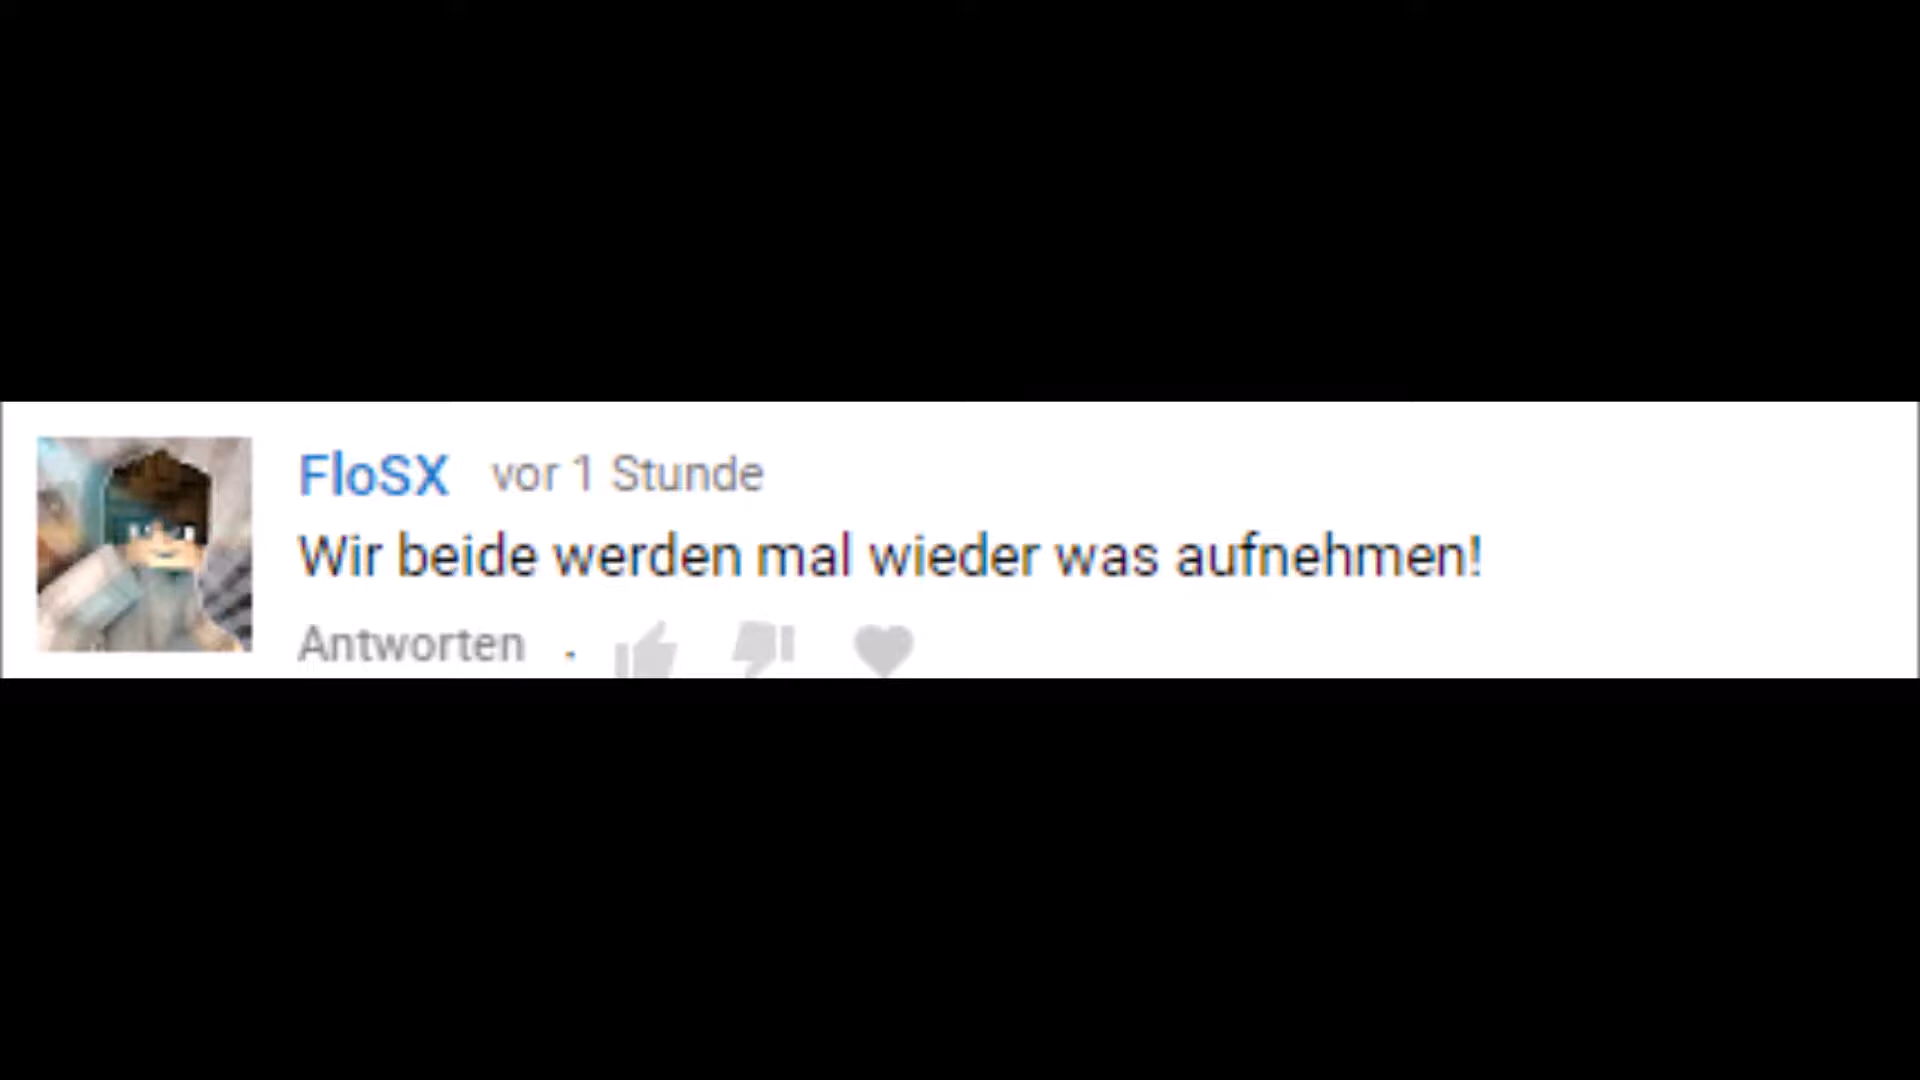 FloSX vor 1 Stunde
Wir beide werden mal wieder was aufnehmen!
Antworten .